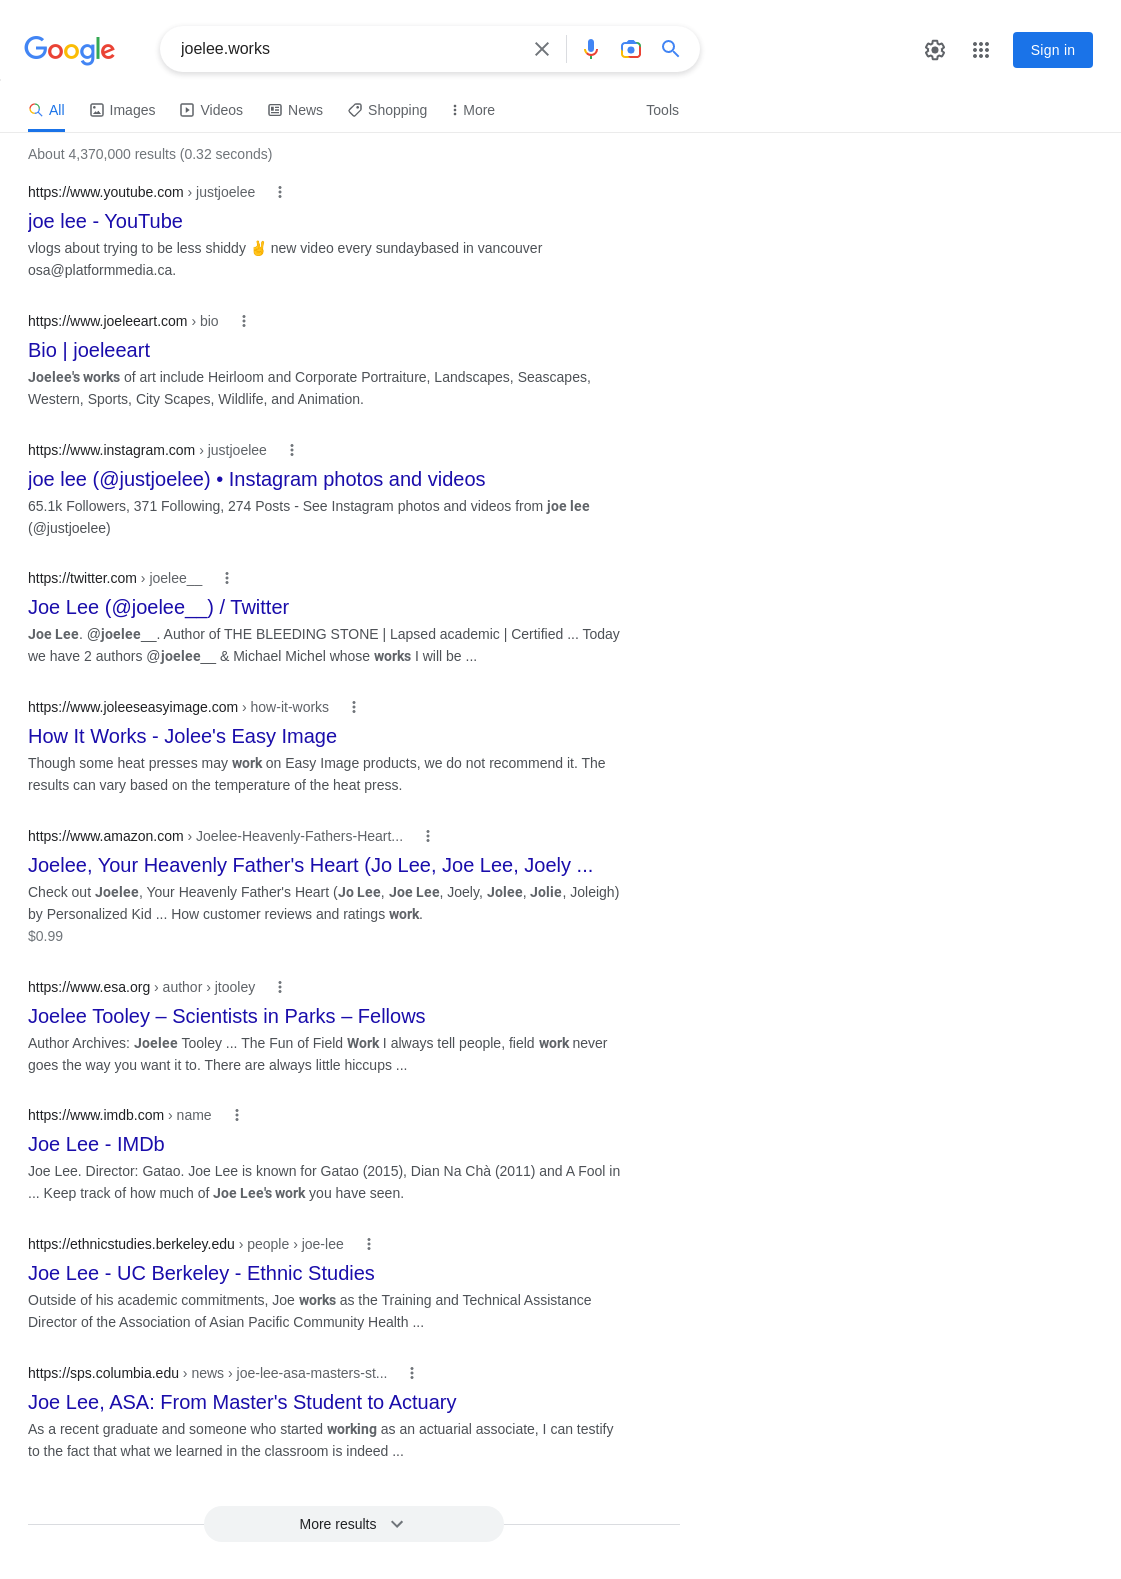 Google
joelee.works
Sign in
All
Images
Videos
News
Shopping
More
Tools
About 4,370,000 results (0.32 seconds)
https://www.youtube.com › justjoelee
joe lee - YouTube
vlogs about trying to be less shiddy ✌ new video every sundaybased in vancouver
osa@platformmedia.ca.
https://www.joeleeart.com › bio
Bio | joeleeart
Joelee's works of art include Heirloom and Corporate Portraiture, Landscapes, Seascapes,
Western, Sports, City Scapes, Wildlife, and Animation.
https://www.instagram.com › justjoelee
joe lee (@justjoelee) • Instagram photos and videos
65.1k Followers, 371 Following, 274 Posts - See Instagram photos and videos from joe lee
(@justjoelee)
https://twitter.com › joelee__
Joe Lee (@joelee__) / Twitter
Joe Lee. @joelee__. Author of THE BLEEDING STONE | Lapsed academic | Certified ... Today
we have 2 authors @joelee__ & Michael Michel whose works I will be ...
https://www.joleeseasyimage.com › how-it-works
How It Works - Jolee's Easy Image
Though some heat presses may work on Easy Image products, we do not recommend it. The
results can vary based on the temperature of the heat press.
https://www.amazon.com › Joelee-Heavenly-Fathers-Heart...
Joelee, Your Heavenly Father's Heart (Jo Lee, Joe Lee, Joely ...
Check out Joelee, Your Heavenly Father's Heart (Jo Lee, Joe Lee, Joely, Jolee, Jolie, Joleigh)
by Personalized Kid ... How customer reviews and ratings work.
$0.99
https://www.esa.org › author › jtooley
Joelee Tooley – Scientists in Parks – Fellows
Author Archives: Joelee Tooley ... The Fun of Field Work I always tell people, field work never
goes the way you want it to. There are always little hiccups ...
https://www.imdb.com › name
Joe Lee - IMDb
Joe Lee. Director: Gatao. Joe Lee is known for Gatao (2015), Dian Na Chà (2011) and A Fool in
... Keep track of how much of Joe Lee's work you have seen.
https://ethnicstudies.berkeley.edu › people › joe-lee
Joe Lee - UC Berkeley - Ethnic Studies
Outside of his academic commitments, Joe works as the Training and Technical Assistance
Director of the Association of Asian Pacific Community Health ...
https://sps.columbia.edu › news › joe-lee-asa-masters-st...
Joe Lee, ASA: From Master's Student to Actuary
As a recent graduate and someone who started working as an actuarial associate, I can testify
to the fact that what we learned in the classroom is indeed ...
More results